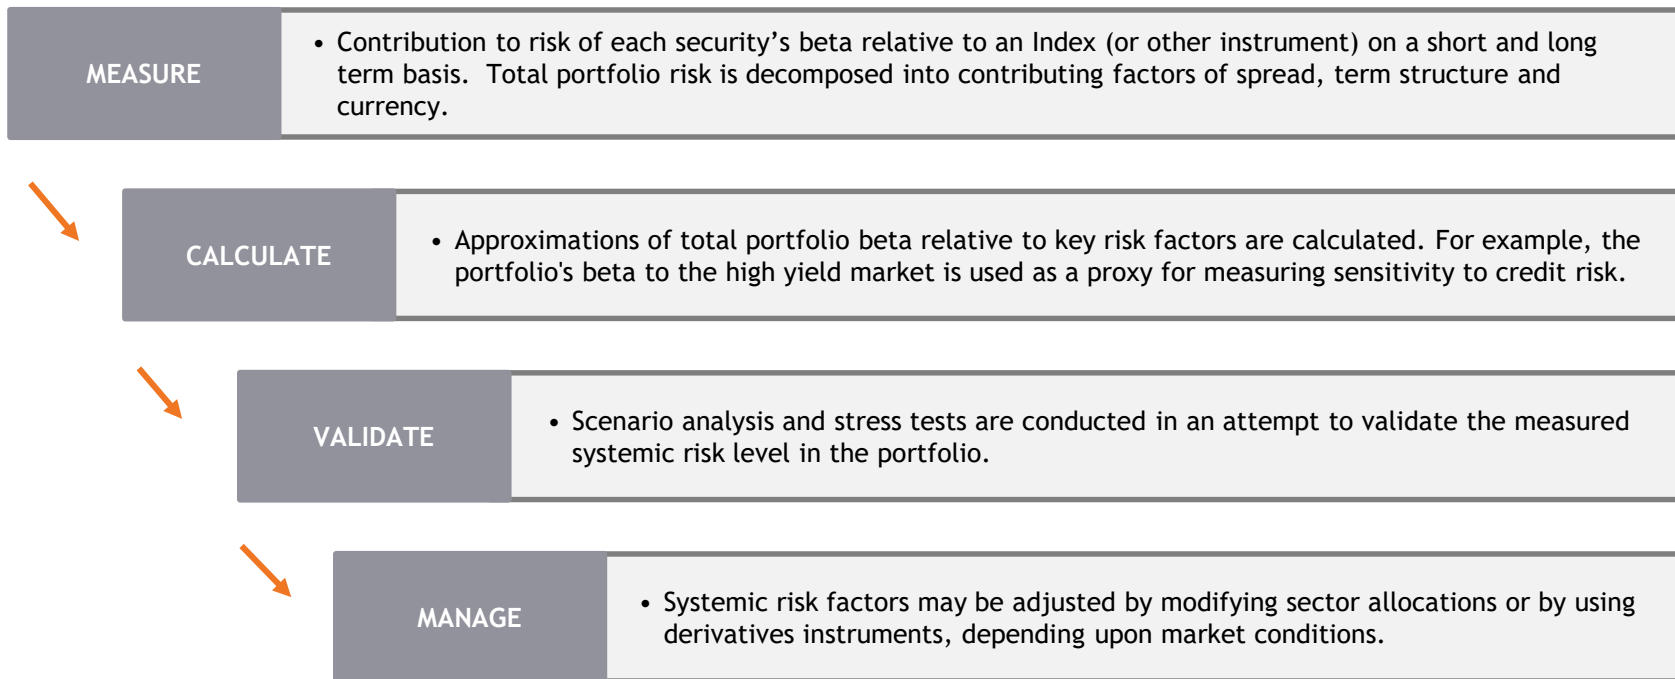 MEASURE
• Contribution to risk of each security’s beta relative to an Index (or other instrument) on a short and long
term basis.  Total portfolio risk is decomposed into contributing factors of spread, term structure and
currency.
CALCULATE
• Approximations of total portfolio beta relative to key risk factors are calculated. For example, the
portfolio's beta to the high yield market is used as a proxy for measuring sensitivity to credit risk.
VALIDATE
• Scenario analysis and stress tests are conducted in an attempt to validate the measured
systemic risk level in the portfolio.
MANAGE
• Systemic risk factors may be adjusted by modifying sector allocations or by using
derivatives instruments, depending upon market conditions.